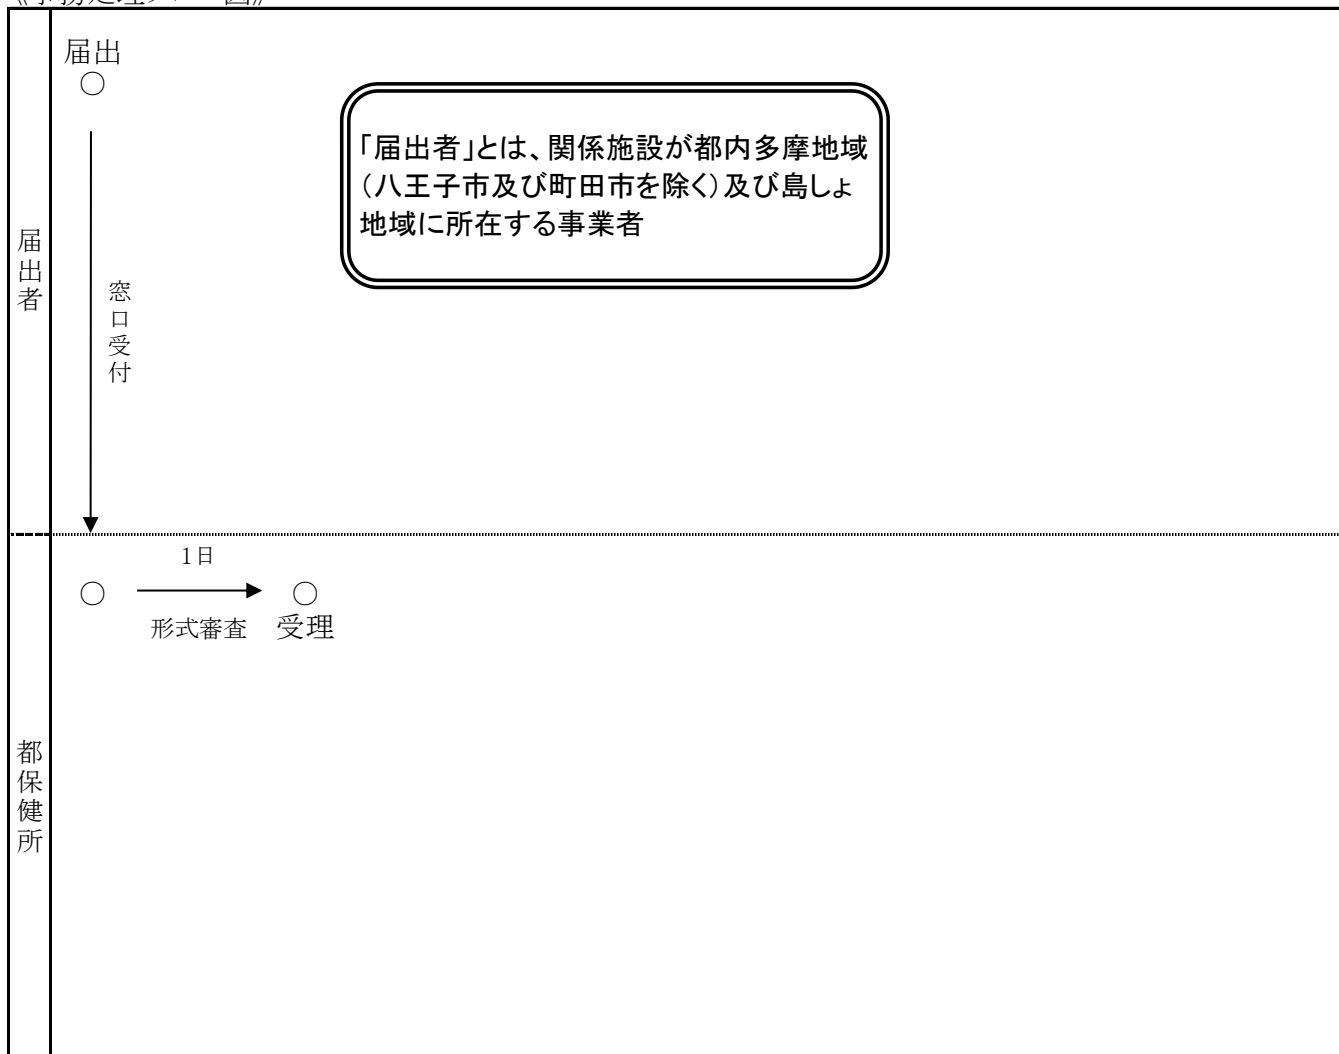 届出
「届出者」とは、関係施設が都内多摩地域
(八王子市及び町田市を除く)及び島しょ
地域に所在する事業者
届出者
窓口受付
1日
形式審査 受理
都保健所